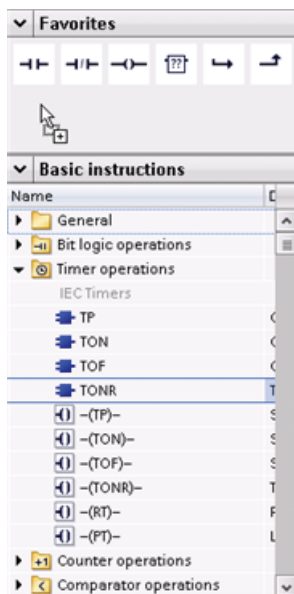 Favorites
??
Basic instructions
Name
General
Bit logic operations
Timer operations
IEC Timers
TP
TON
TOF
TONR
–(TP)–
–(TON)–
–(TOF)–
–(TONR)–
–(RT)–
–(PT)–
+1 Counter operations
Comparator operations